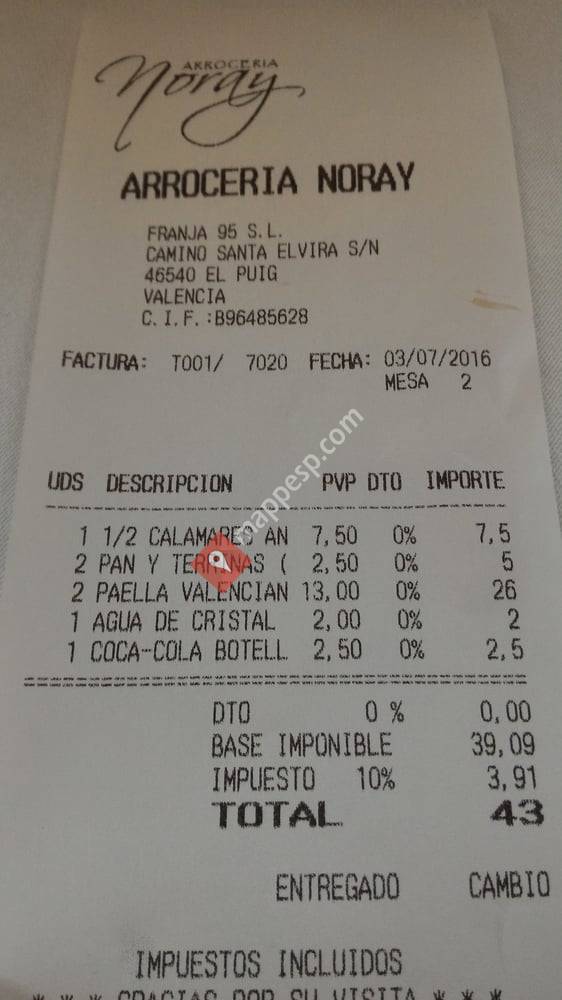 ARROCERIA
Noray
ARROCERIA NORAY
FRANJA 95 S.L.
CAMINO SANTA ELVIRA S/N
46540 EL PUIG
VALENCIA
C.I.F.:B96485628
FACTURA: T001/ 7020 FECHA: 03/07/2016
MESA 2
UDS DESCRIPCION PVP DTO IMPORTE
1 1/2 CALAMARES AN 7,50 0% 7,5
2 PAN Y TERRINAS ( 2,50 0% 5
2 PAELLA VALENCIAN 13,00 0% 26
1 AGUA DE CRISTAL 2,00 0% 2
1 COCA-COLA BOTELL 2,50 0% 2,5
DTO 0 % 0,00
BASE IMPONIBLE 39,09
IMPUESTO 10% 3,91
TOTAL 43
ENTREGADO CAMBIO
IMPUESTOS INCLUIDOS
* * * GRACIAS POR SU VISITA * * *